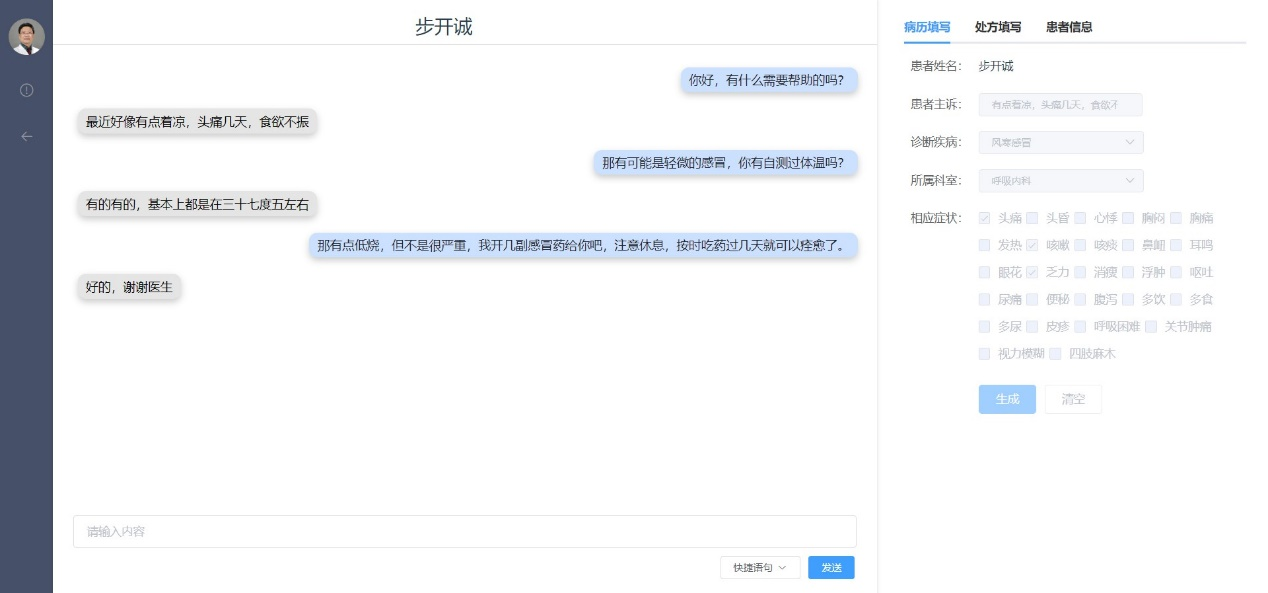 步开诚
你好，有什么需要帮助的吗？
最近好像有点着凉，头痛几天，食欲不振
那有可能是轻微的感冒，你有自测过体温吗？
有的有的，基本上都是在三十七度五左右
那有点低烧，但不是很严重，我开几副感冒药给你吧，注意休息，按时吃药过几天就可以痊愈了。
好的，谢谢医生
请输入内容
快捷语句
发送
病历填写 处方填写 患者信息
患者姓名： 步开诚
患者主诉： 有点着凉，头痛几天，食欲不
诊断疾病： 风寒感冒
所属科室： 呼吸内科
相应症状： 头痛 头昏 心悸 胸闷 胸痛
发热 咳嗽 咳痰 鼻衄 耳鸣
眼花 乏力 消瘦 浮肿 呕吐
尿痛 便秘 腹泻 多饮 多食
多尿 皮疹 呼吸困难 关节肿痛
视力模糊 四肢麻木
生成 清空